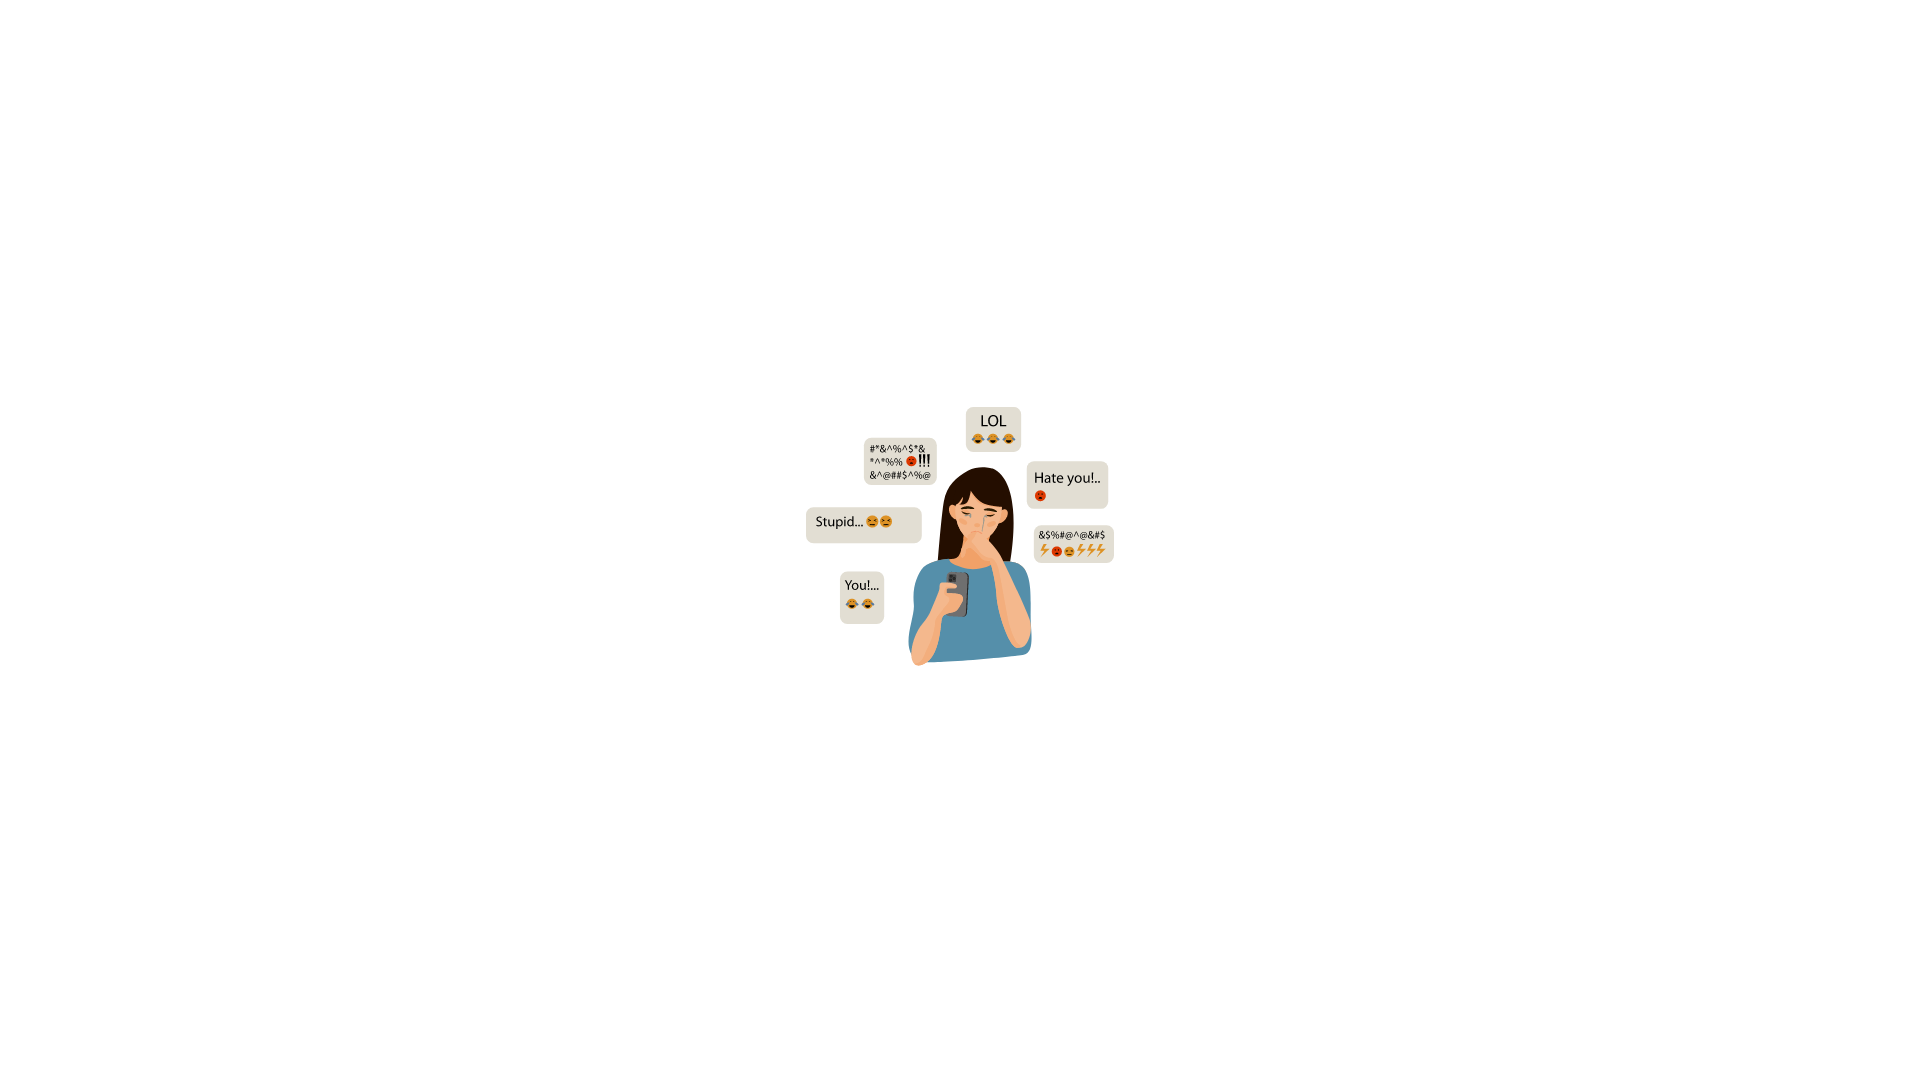 LOL
😂😂😂
#*&^%^$*&
*^*%% 😡!!!
&^@##$^%@
Hate you!..
😡
Stupid... 😆😆
&$%#@^@&#$
⚡😡😆⚡⚡⚡
You!...
😂😂